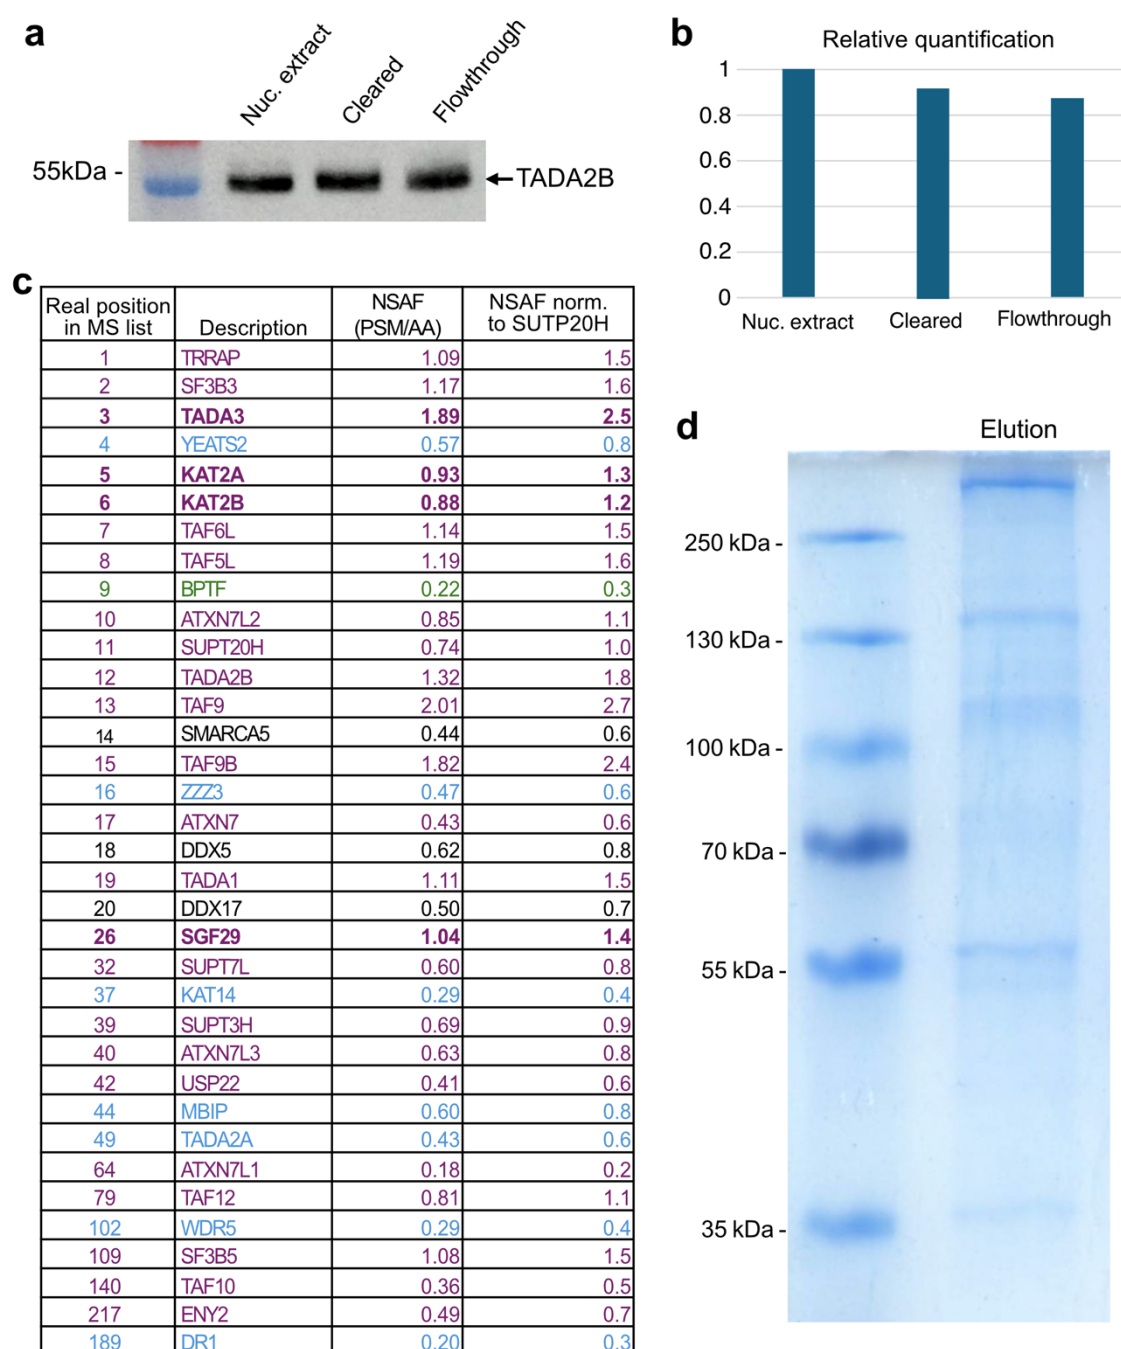 a
Nuc. extract
Cleared
Flowthrough
55kDa -
TADA2B
b
Relative quantification
1
0.8
0.6
0.4
0.2
0
Nuc. extract
Cleared
Flowthrough
c
Real position in MS list Description NSAF (PSM/AA) NSAF norm. to SUTP20H
1 TRRAP 1.09 1.5
2 SF3B3 1.17 1.6
3 TADA3 1.89 2.5
4 YEATS2 0.57 0.8
5 KAT2A 0.93 1.3
6 KAT2B 0.88 1.2
7 TAF6L 1.14 1.5
8 TAF5L 1.19 1.6
9 BPTF 0.22 0.3
10 ATXN7L2 0.85 1.1
11 SUPT20H 0.74 1.0
12 TADA2B 1.32 1.8
13 TAF9 2.01 2.7
14 SMARCA5 0.44 0.6
15 TAF9B 1.82 2.4
16 ZZZ3 0.47 0.6
17 ATXN7 0.43 0.6
18 DDX5 0.62 0.8
19 TADA1 1.11 1.5
20 DDX17 0.50 0.7
26 SGF29 1.04 1.4
32 SUPT7L 0.60 0.8
37 KAT14 0.29 0.4
39 SUPT3H 0.69 0.9
40 ATXN7L3 0.63 0.8
42 USP22 0.41 0.6
44 MBIP 0.60 0.8
49 TADA2A 0.43 0.6
64 ATXN7L1 0.18 0.2
79 TAF12 0.81 1.1
102 WDR5 0.29 0.4
109 SF3B5 1.08 1.5
140 TAF10 0.36 0.5
217 ENY2 0.49 0.7
189 DR1 0.20 0.3
d
Elution
250 kDa -
130 kDa -
100 kDa -
70 kDa -
55 kDa -
35 kDa -